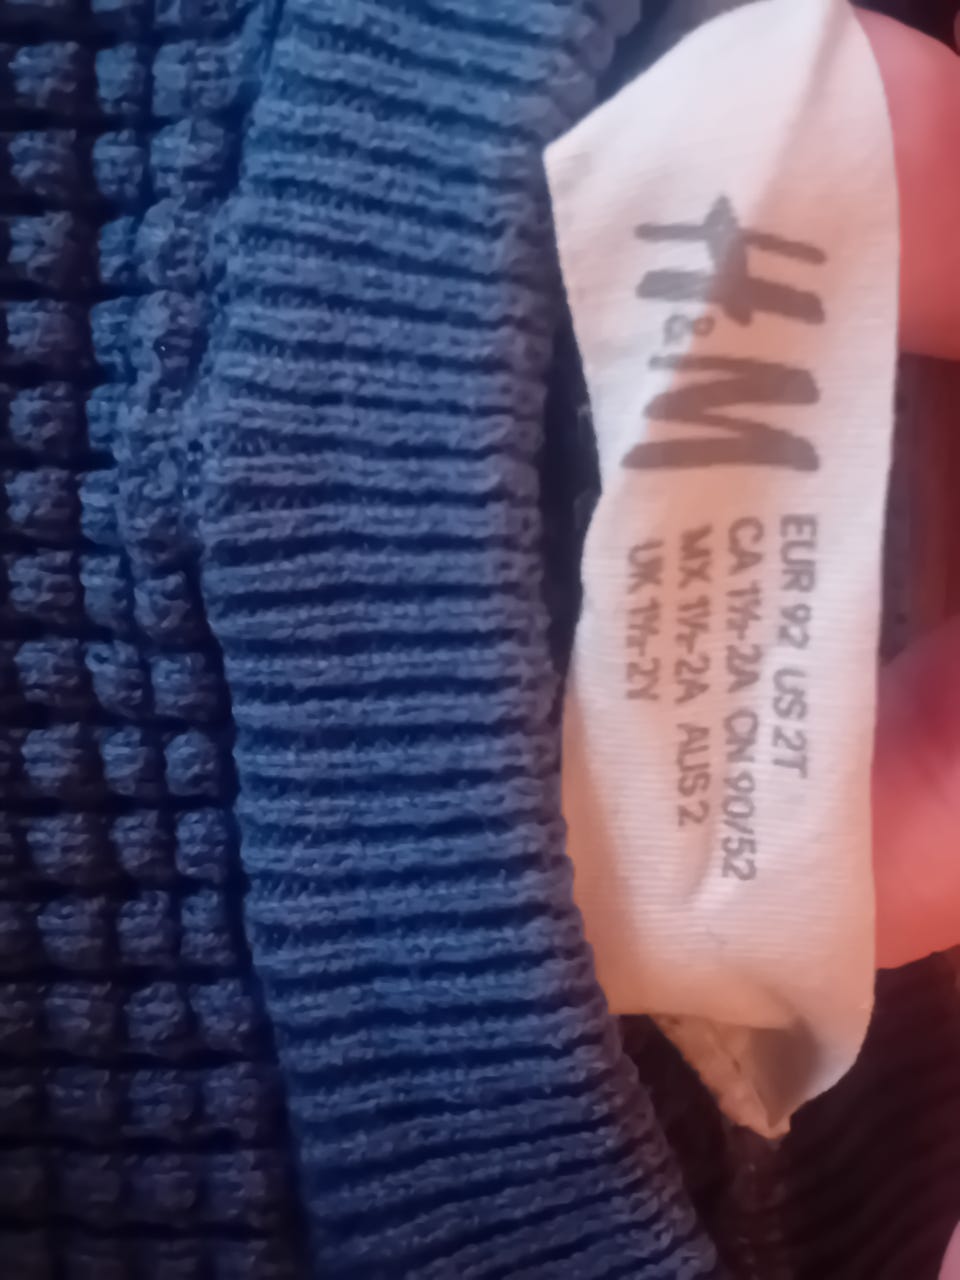 H&M
EUR 92 US 2T
CA 1½-2A CN 90/52
MX 1½-2A AUS 2
UK 1½-2Y